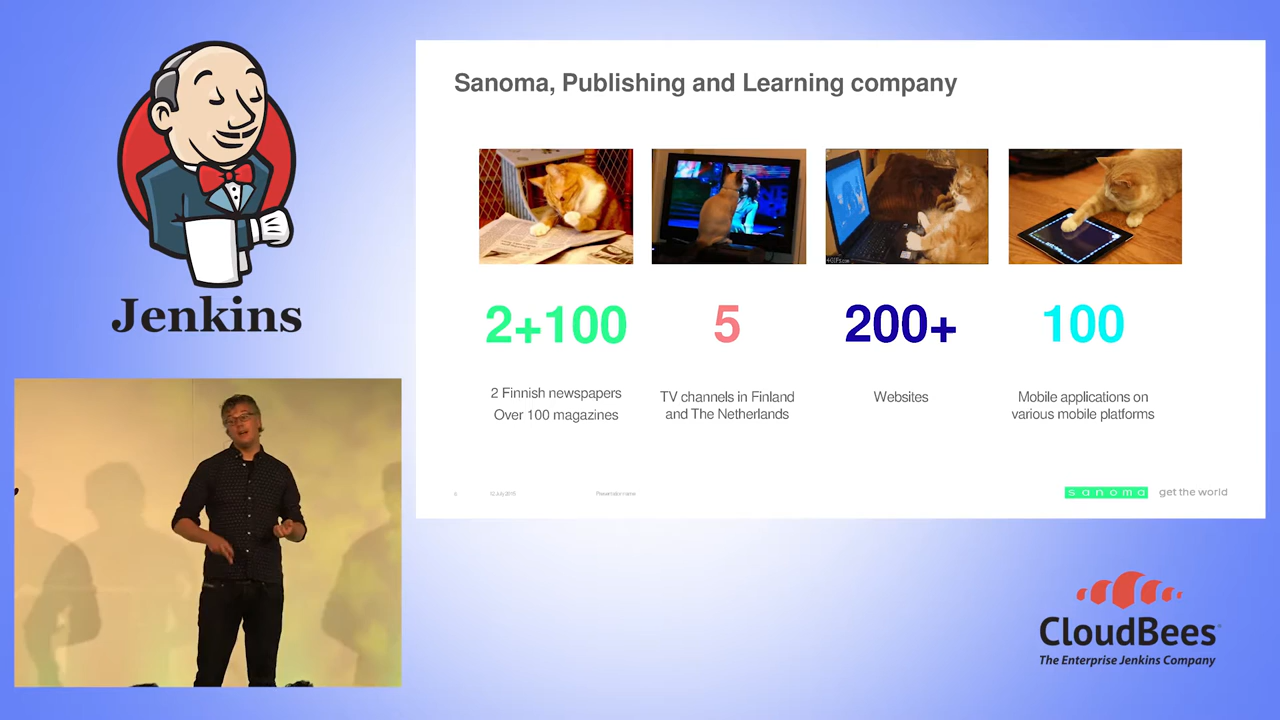 Jenkins
Sanoma, Publishing and Learning company
2+100
5
200+
100
2 Finnish newspapers
Over 100 magazines
TV channels in Finland
and The Netherlands
Websites
Mobile applications on
various mobile platforms
Presentation name
sanoma
get the world
CloudBees
The Enterprise Jenkins Company